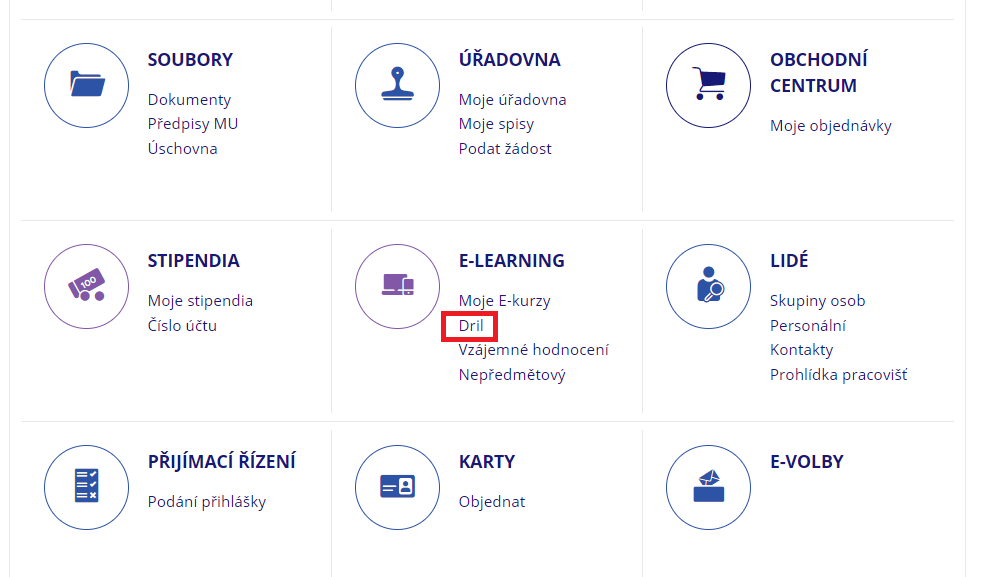 SOUBORY
Dokumenty
Předpisy MU
Úschovna
ÚŘADOVNA
Moje úřadovna
Moje spisy
Podat žádost
OBCHODNÍ
CENTRUM
Moje objednávky
STIPENDIA
100
Moje stipendia
Číslo účtu
E-LEARNING
Moje E-kurzy
Dril
Vzájemné hodnocení
Nepředmětový
LIDÉ
Skupiny osob
Personální
Kontakty
Prohlídka pracovišť
PŘIJÍMACÍ ŘÍZENÍ
Podání přihlášky
KARTY
Objednat
E-VOLBY